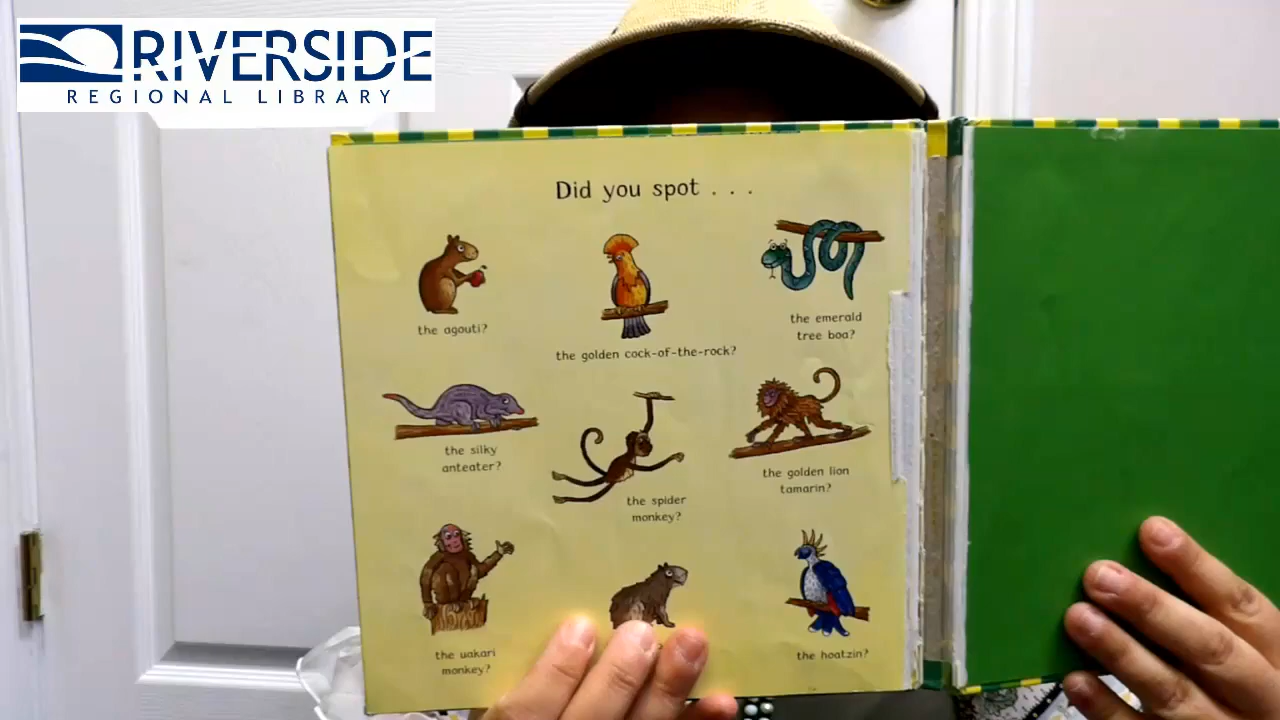 RIVERSIDE
REGIONAL LIBRARY
Did you spot . . .
the agouti?
the golden cock-of-the-rock?
the emerald
tree boa?
the silky
anteater?
the spider
monkey?
the golden lion
tamarin?
the uakari
monkey?
the hoatzin?